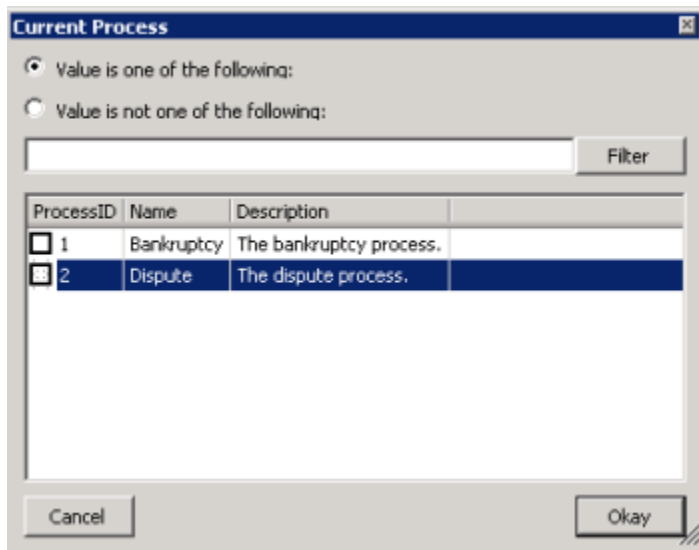 Current Process
Value is one of the following:
Value is not one of the following:
Filter
ProcessID Name Description
1 Bankruptcy The bankruptcy process.
2 Dispute The dispute process.
Cancel Okay